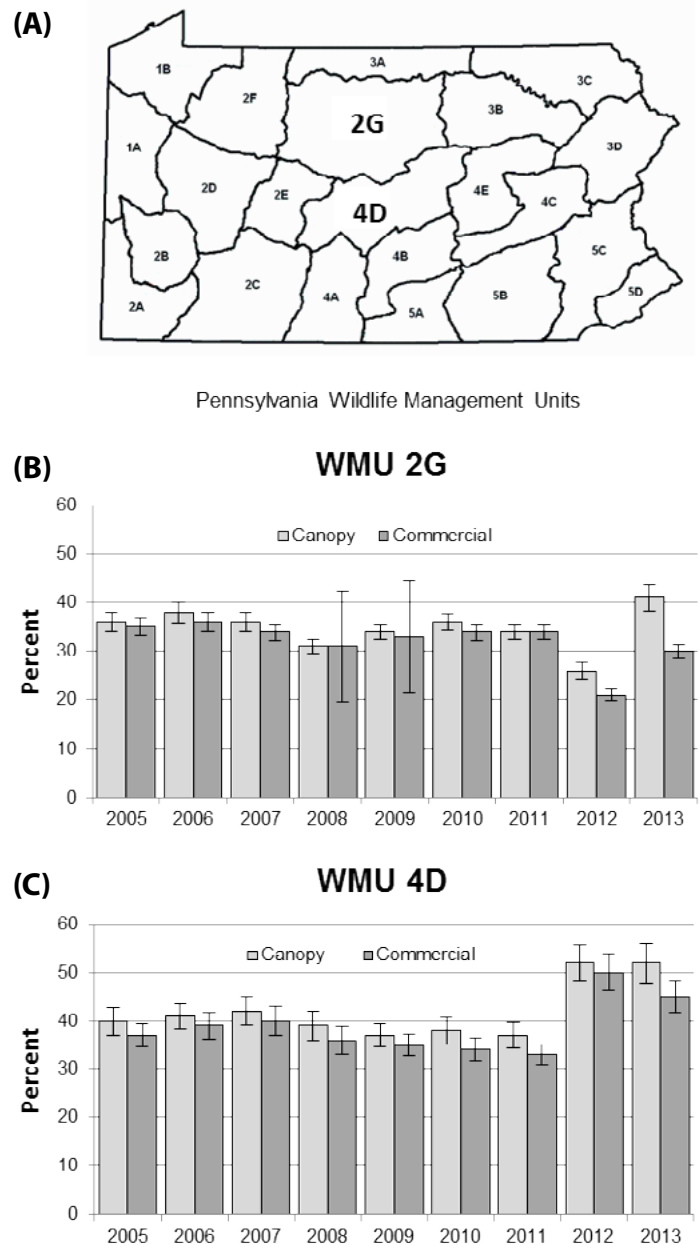 (A)
1B
2F
3A
3C
2G
3B
1A
3D
2D
2E
4D
4E
4C
2B
4B
5C
2C
2A
4A
5A
5B
5D
Pennsylvania Wildlife Management Units
(B)
WMU 2G
60
50
40
30
20
10
0
Percent
Canopy Commercial
2005 2006 2007 2008 2009 2010 2011 2012 2013
(C)
WMU 4D
60
50
40
30
20
10
0
Percent
Canopy Commercial
2005 2006 2007 2008 2009 2010 2011 2012 2013